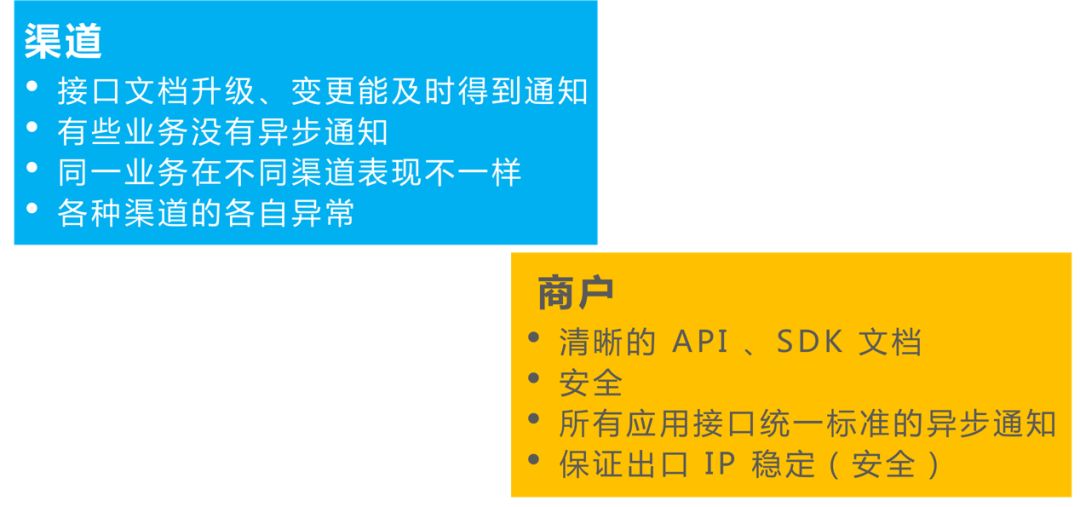 渠道
• 接口文档升级、变更能及时得到通知
• 有些业务没有异步通知
• 同一业务在不同渠道表现不一样
• 各种渠道的各自异常
商户
• 清晰的 API 、SDK 文档
• 安全
• 所有应用接口统一标准的异步通知
• 保证出口 IP 稳定（安全）